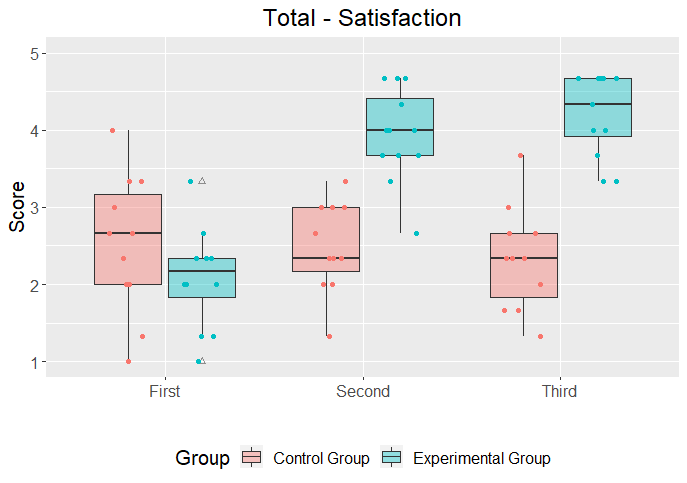 Total - Satisfaction
5
4
3
2
1
Score
First Second Third
Group Control Group Experimental Group